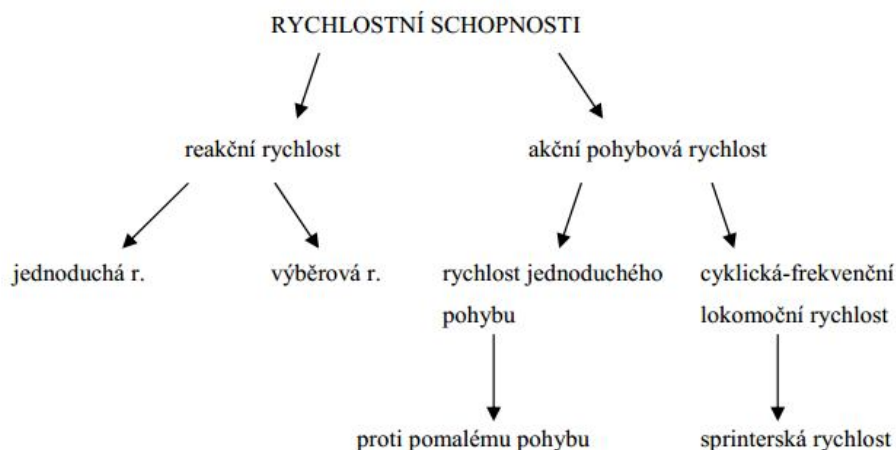 RYCHLOSTNÍ SCHOPNOSTI
reakční rychlost
akční pohybová rychlost
jednoduchá r.
výběrová r.
rychlost jednoduchého
pohybu
cyklická-frekvenční
lokomoční rychlost
proti pomalému pohybu
sprinterská rychlost